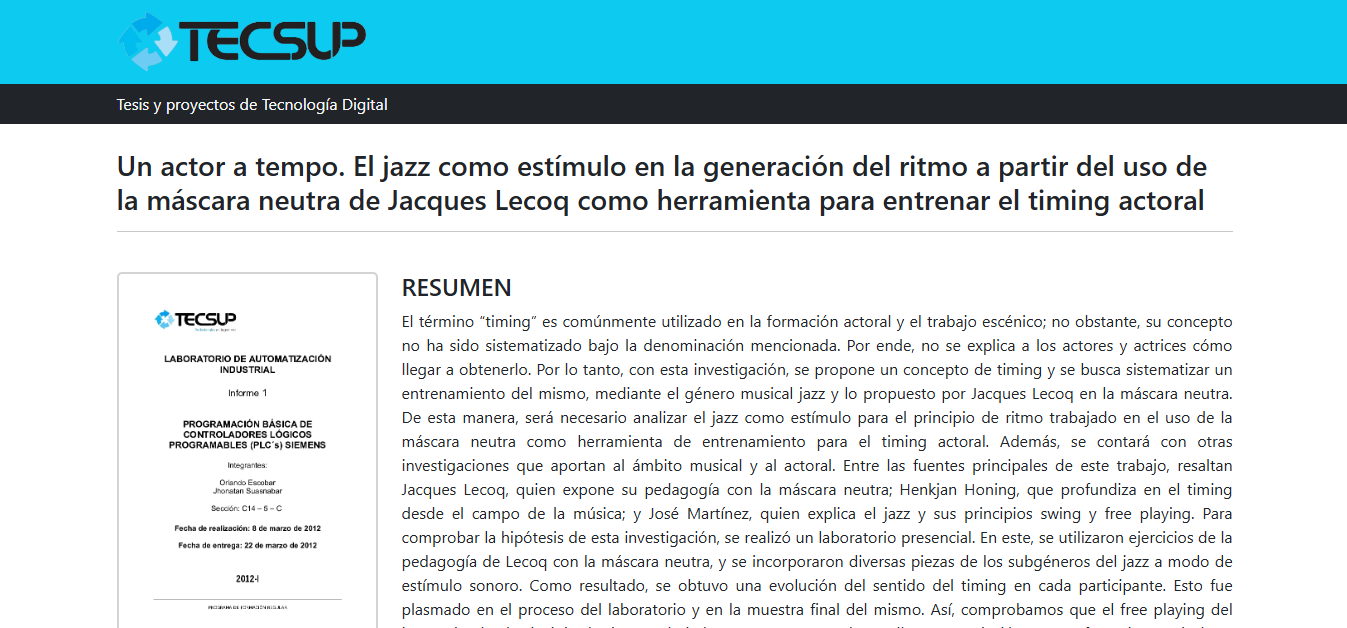 TECSUP
Tesis y proyectos de Tecnología Digital
Un actor a tempo. El jazz como estímulo en la generación del ritmo a partir del uso de
la máscara neutra de Jacques Lecoq como herramienta para entrenar el timing actoral
TECSUP
LABORATORIO DE AUTOMATIZACIÓN
INDUSTRIAL
Informe 1
PROGRAMACIÓN BÁSICA DE
CONTROLADORES LÓGICOS
PROGRAMABLES (PLC´s) SIEMENS
Integrantes:
Orlando Escobar
Jhonatan Suasnabar
Sección: C14 – 5 – C
Fecha de realización: 8 de marzo de 2012
Fecha de entrega: 22 de marzo de 2012
2012-I
PROGRAMA DE FORMACIÓN REGULAR
RESUMEN
El término “timing” es comúnmente utilizado en la formación actoral y el trabajo escénico; no obstante, su concepto
no ha sido sistematizado bajo la denominación mencionada. Por ende, no se explica a los actores y actrices cómo
llegar a obtenerlo. Por lo tanto, con esta investigación, se propone un concepto de timing y se busca sistematizar un
entrenamiento del mismo, mediante el género musical jazz y lo propuesto por Jacques Lecoq en la máscara neutra.
De esta manera, será necesario analizar el jazz como estímulo para el principio de ritmo trabajado en el uso de la
máscara neutra como herramienta de entrenamiento para el timing actoral. Además, se contará con otras
investigaciones que aportan al ámbito musical y al actoral. Entre las fuentes principales de este trabajo, resaltan
Jacques Lecoq, quien expone su pedagogía con la máscara neutra; Henkjan Honing, que profundiza en el timing
desde el campo de la música; y José Martínez, quien explica el jazz y sus principios swing y free playing. Para
comprobar la hipótesis de esta investigación, se realizó un laboratorio presencial. En este, se utilizaron ejercicios de la
pedagogía de Lecoq con la máscara neutra, y se incorporaron diversas piezas de los subgéneros del jazz a modo de
estímulo sonoro. Como resultado, se obtuvo una evolución del sentido del timing en cada participante. Esto fue
plasmado en el proceso del laboratorio y en la muestra final del mismo. Así, comprobamos que el free playing del